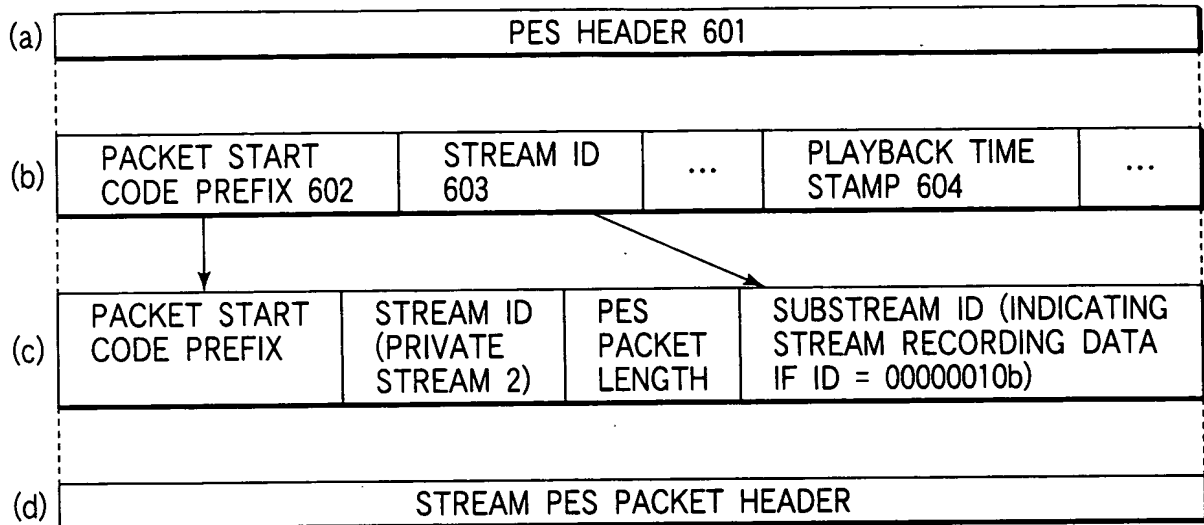 (a) PES HEADER 601
(b) PACKET START CODE PREFIX 602 STREAM ID 603 ... PLAYBACK TIME STAMP 604 ...
(c) PACKET START CODE PREFIX STREAM ID (PRIVATE STREAM 2) PES PACKET LENGTH SUBSTREAM ID (INDICATING STREAM RECORDING DATA IF ID = 00000010b)
(d) STREAM PES PACKET HEADER